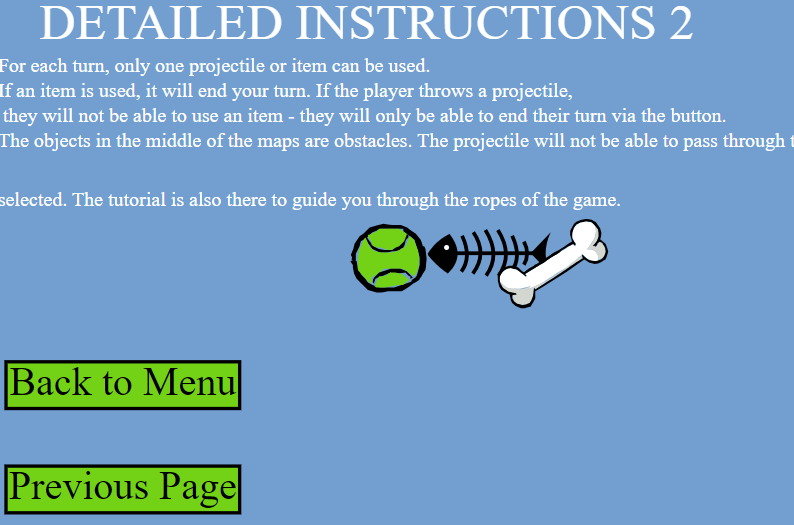 DETAILED INSTRUCTIONS 2
For each turn, only one projectile or item can be used.
If an item is used, it will end your turn. If the player throws a projectile,
they will not be able to use an item - they will only be able to end their turn via the button.
The objects in the middle of the maps are obstacles. The projectile will not be able to pass through t
selected. The tutorial is also there to guide you through the ropes of the game.
Back to Menu
Previous Page